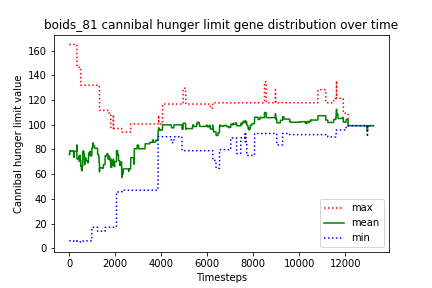 boids_81 cannibal hunger limit gene distribution over time
Cannibal hunger limit value
160
140
120
100
80
60
40
20
0
0 2000 4000 6000 8000 10000 12000
Timesteps
max
mean
min